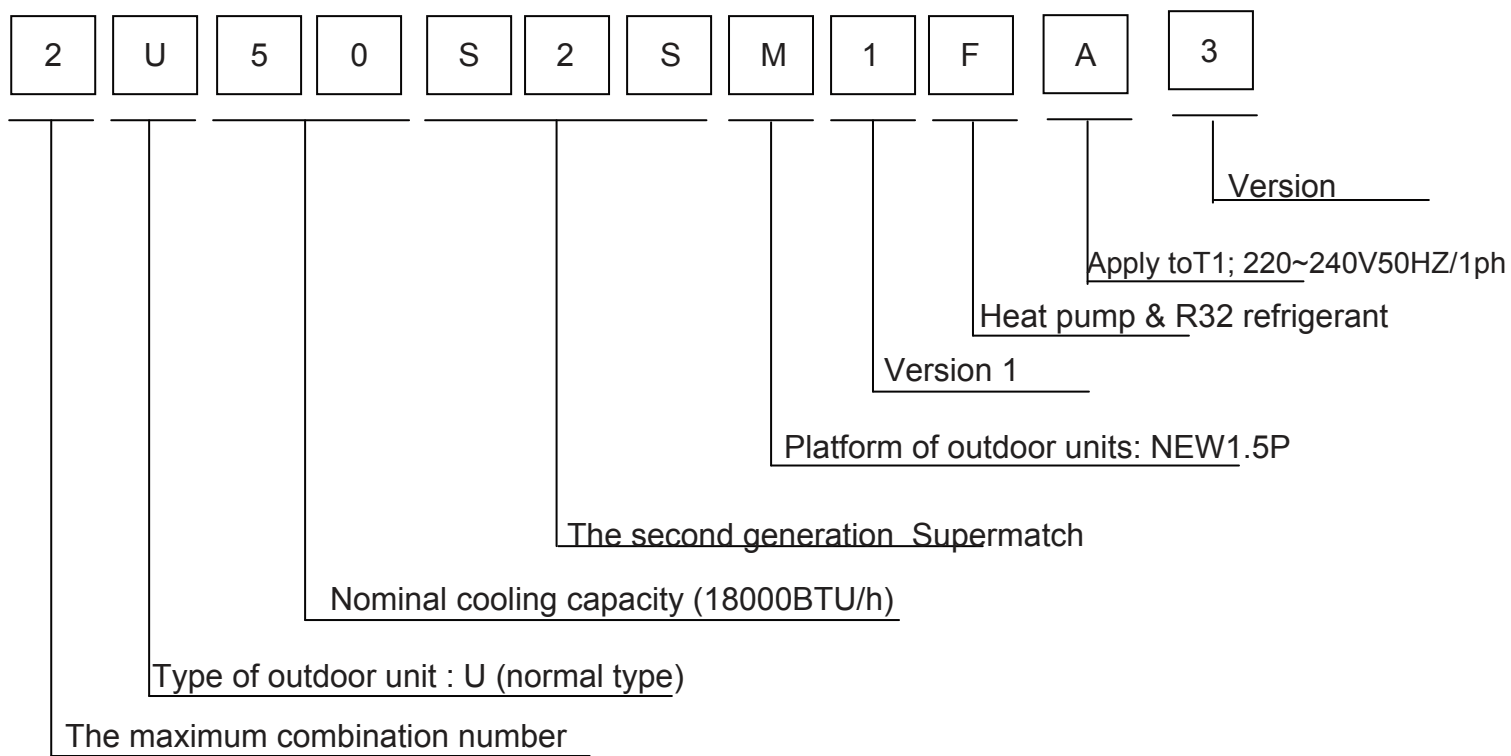 2 U 5 0 S 2 S M 1 F A 3
Version
Apply toT1; 220~240V50HZ/1ph
Heat pump & R32 refrigerant
Version 1
Platform of outdoor units: NEW1.5P
The second generation Supermatch
Nominal cooling capacity (18000BTU/h)
Type of outdoor unit : U (normal type)
The maximum combination number